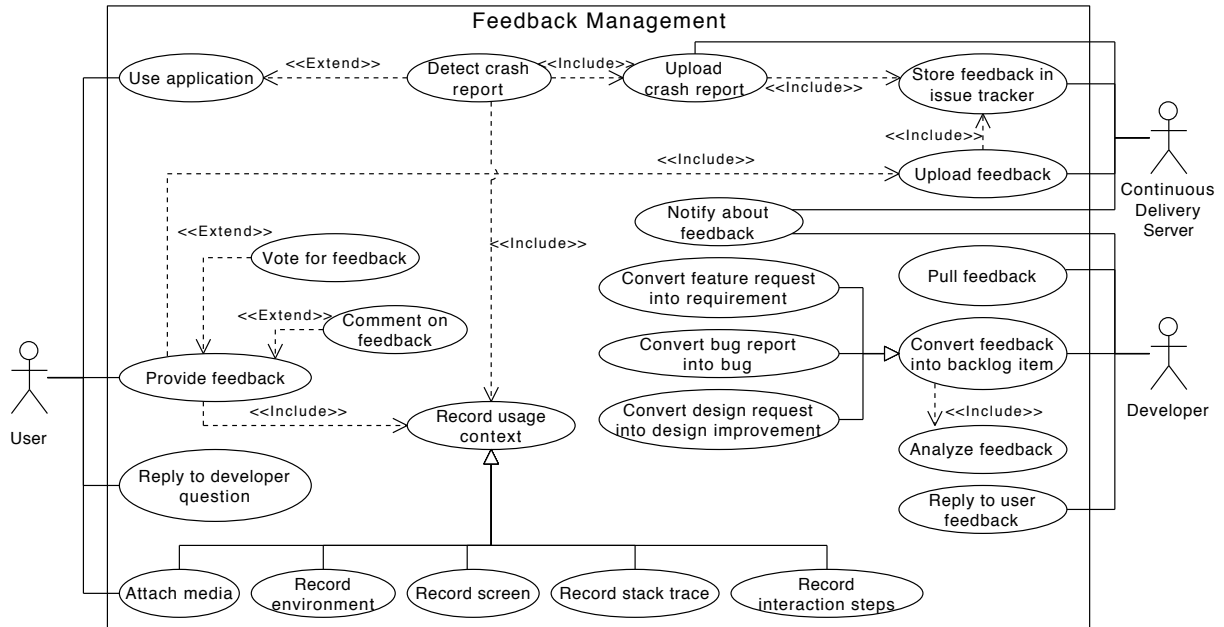 Feedback Management
Use application
<<Extend>>
Detect crash
report
<<Include>>
Upload
crash report
<<Include>>
Store feedback in
issue tracker
<<Include>>
<<Include>>
Upload feedback
Continuous
Delivery
Server
Notify about
feedback
<<Extend>>
<<Include>>
Vote for feedback
Pull feedback
Convert feature request
into requirement
<<Extend>>
Comment on
feedback
Convert bug report
into bug
Convert feedback
into backlog item
Provide feedback
User
<<Include>>
Record usage
context
Convert design request
into design improvement
<<Include>>
Developer
Analyze feedback
Reply to developer
question
Reply to user
feedback
Attach media
Record
environment
Record screen
Record stack trace
Record
interaction steps